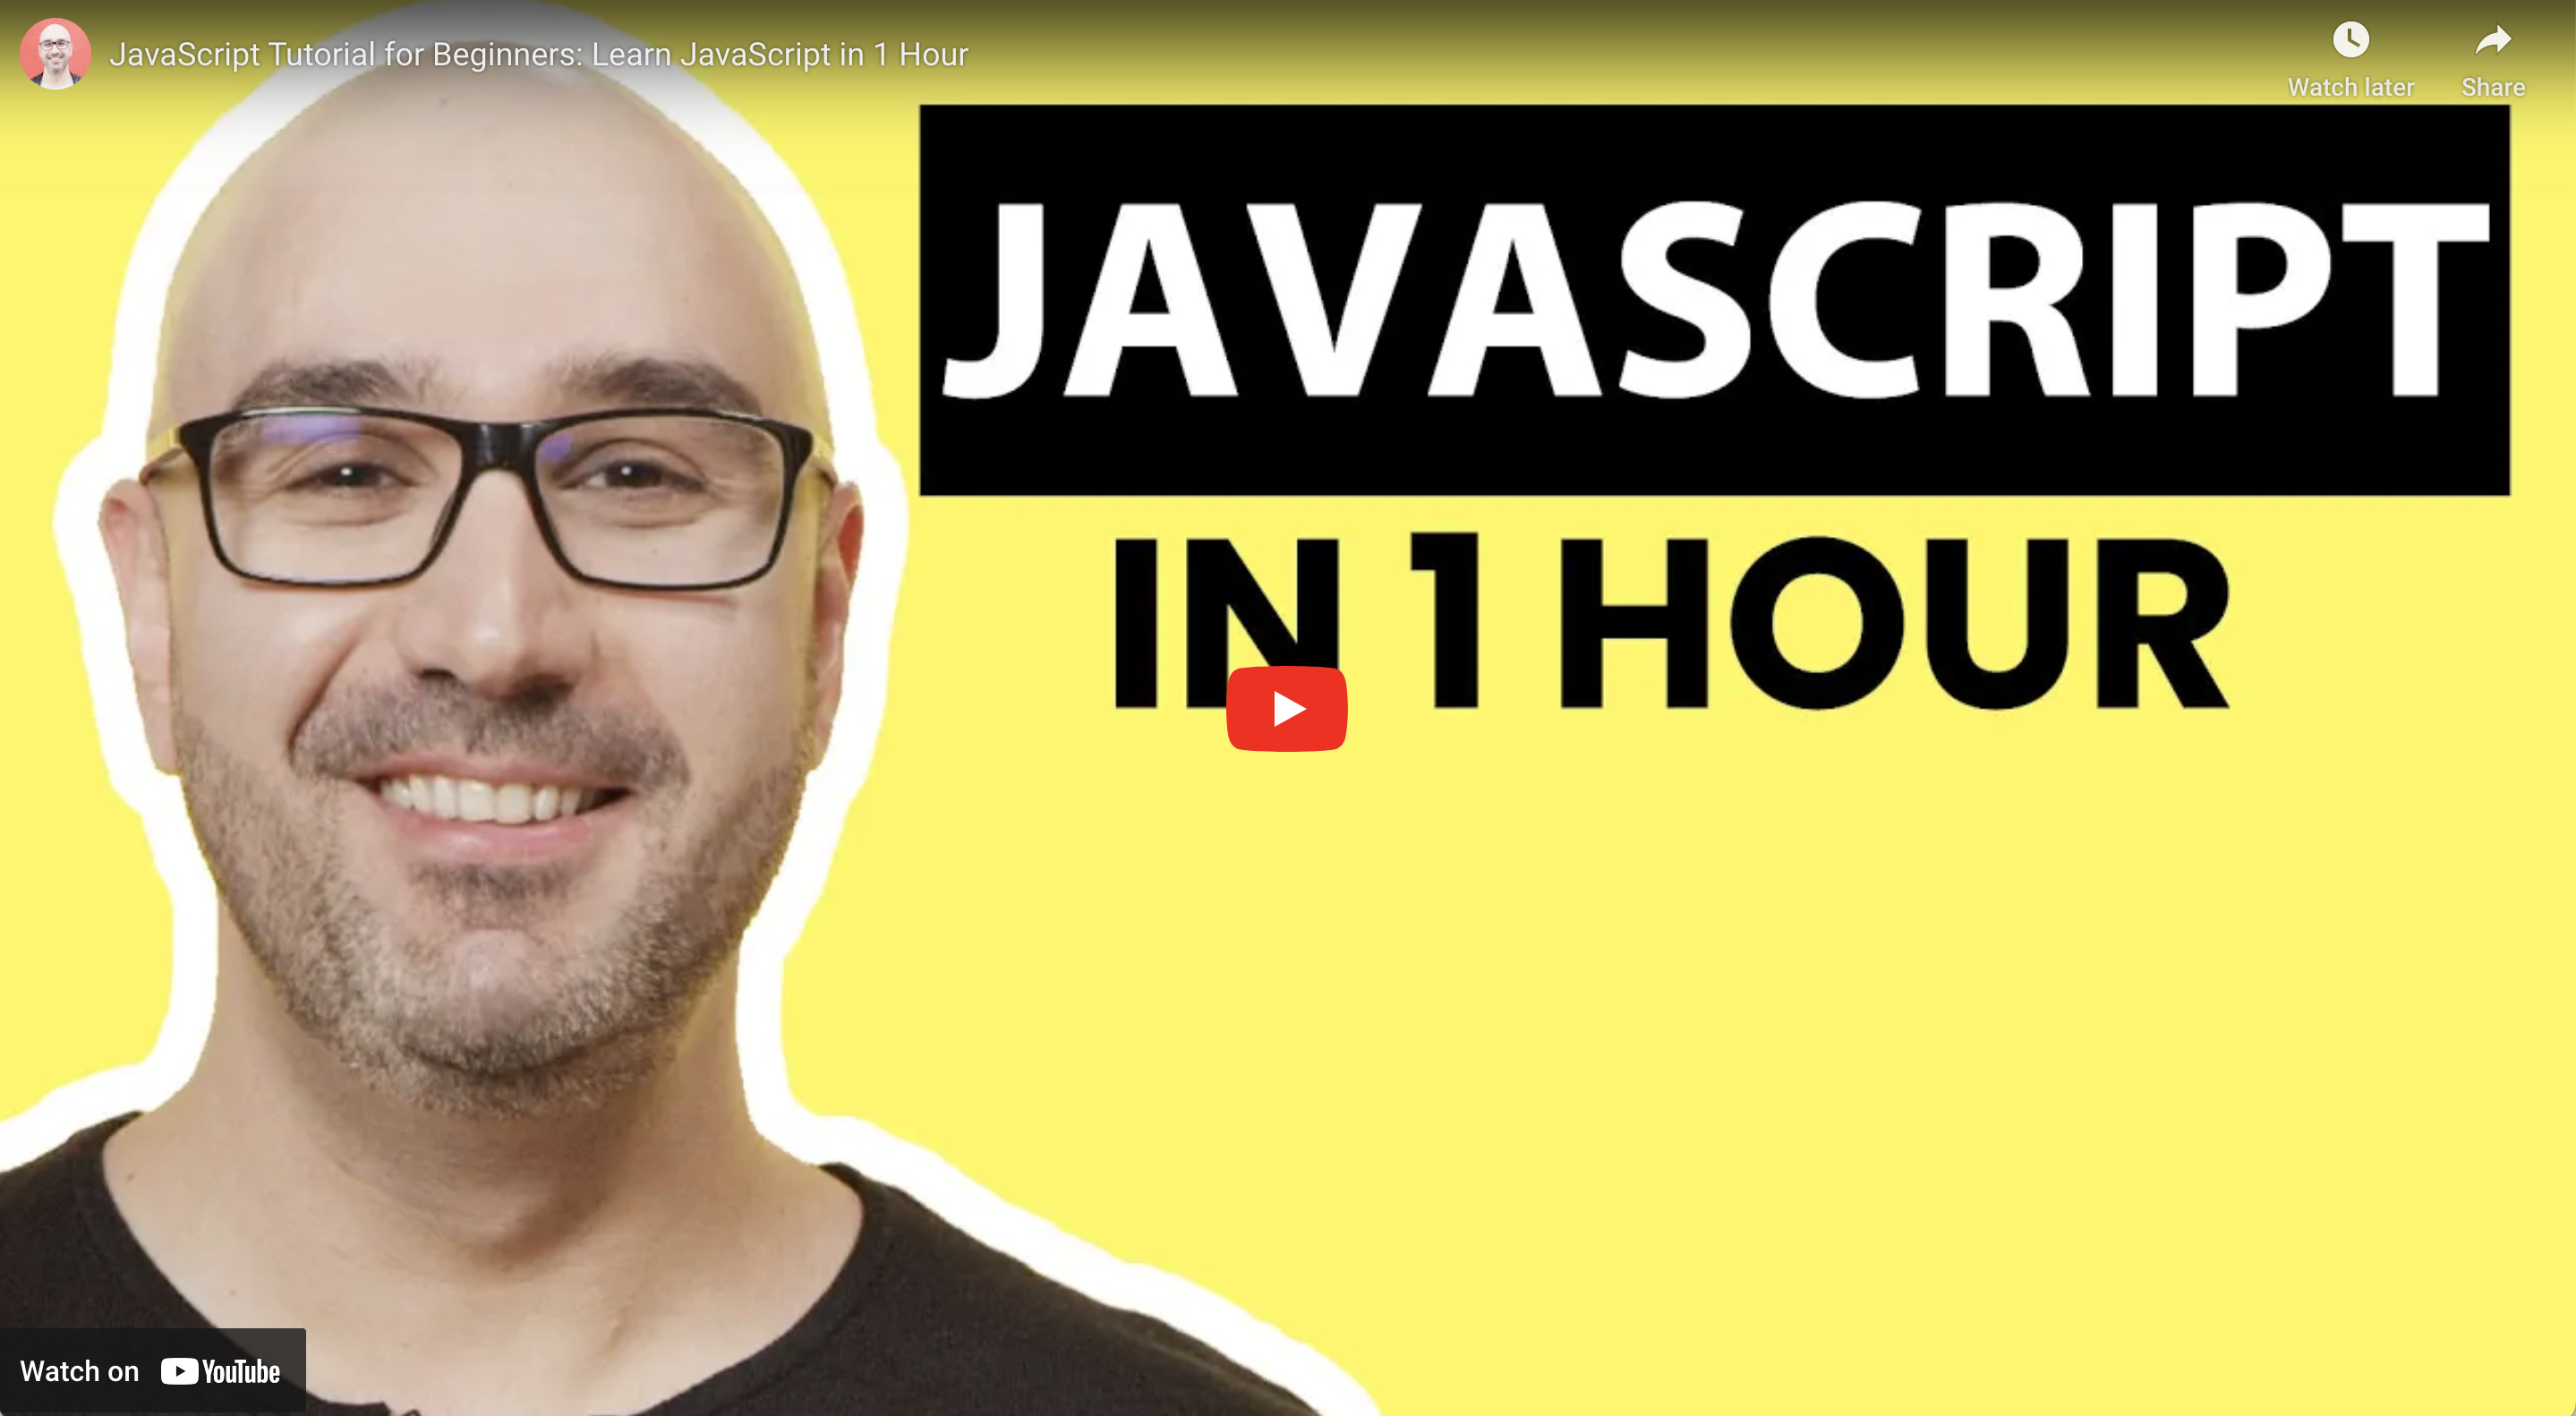 JavaScript Tutorial for Beginners: Learn JavaScript in 1 Hour
Watch later
Share
JAVASCRIPT
IN 1 HOUR
Watch on YouTube